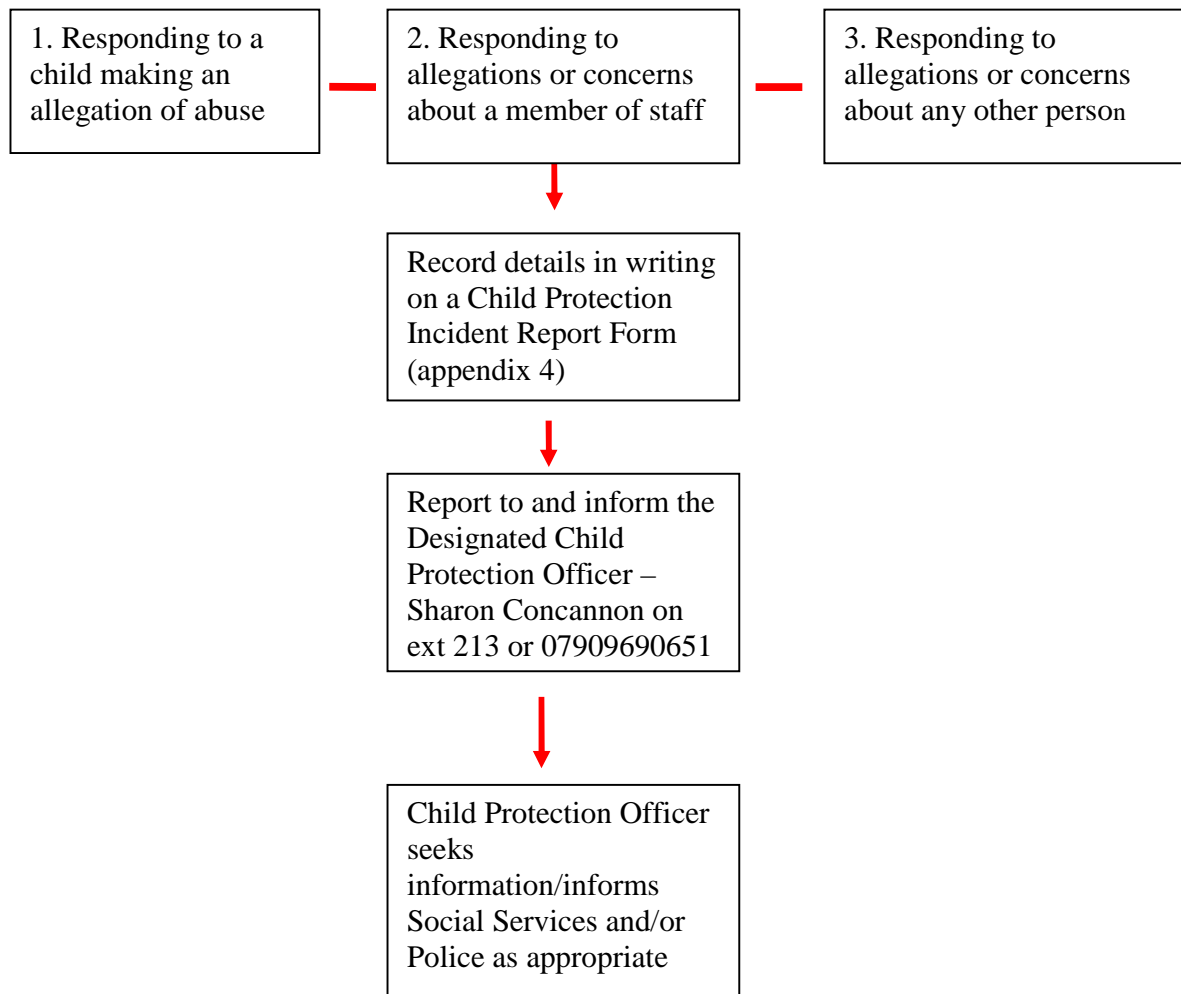 1. Responding to a
child making an
allegation of abuse
2. Responding to
allegations or concerns
about a member of staff
3. Responding to
allegations or concerns
about any other person
Record details in writing
on a Child Protection
Incident Report Form
(appendix 4)
Report to and inform the
Designated Child
Protection Officer –
Sharon Concannon on
ext 213 or 07909690651
Child Protection Officer
seeks
information/informs
Social Services and/or
Police as appropriate